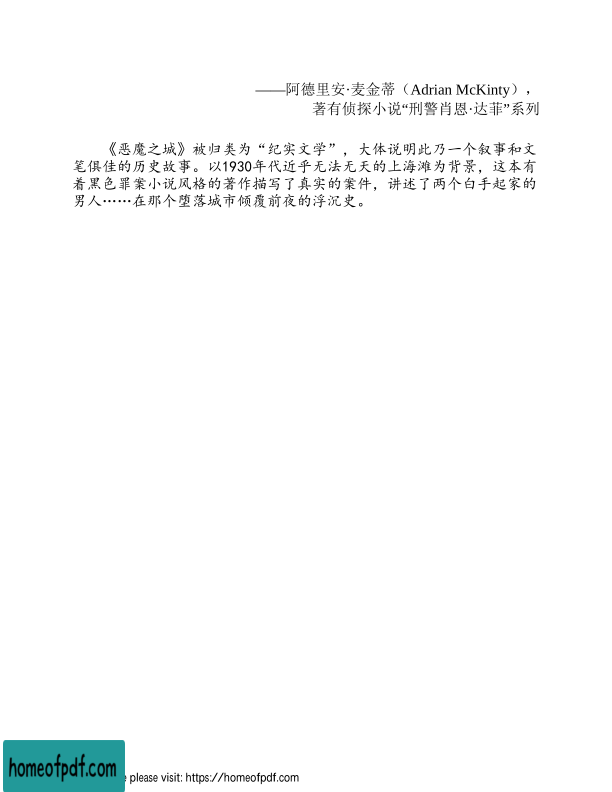 ——阿德里安·麦金蒂（Adrian McKinty），
著有侦探小说“刑警肖恩·达菲”系列
《恶魔之城》被归类为“纪实文学”，大体说明此乃一个叙事和文
笔俱佳的历史故事。以1930年代近乎无法无天的上海滩为背景，这本有
着黑色罪案小说风格的著作描写了真实的案件，讲述了两个白手起家的
男人……在那个堕落城市倾覆前夜的浮沉史。
homeofpdf.com
please visit: https://homeofpdf.com